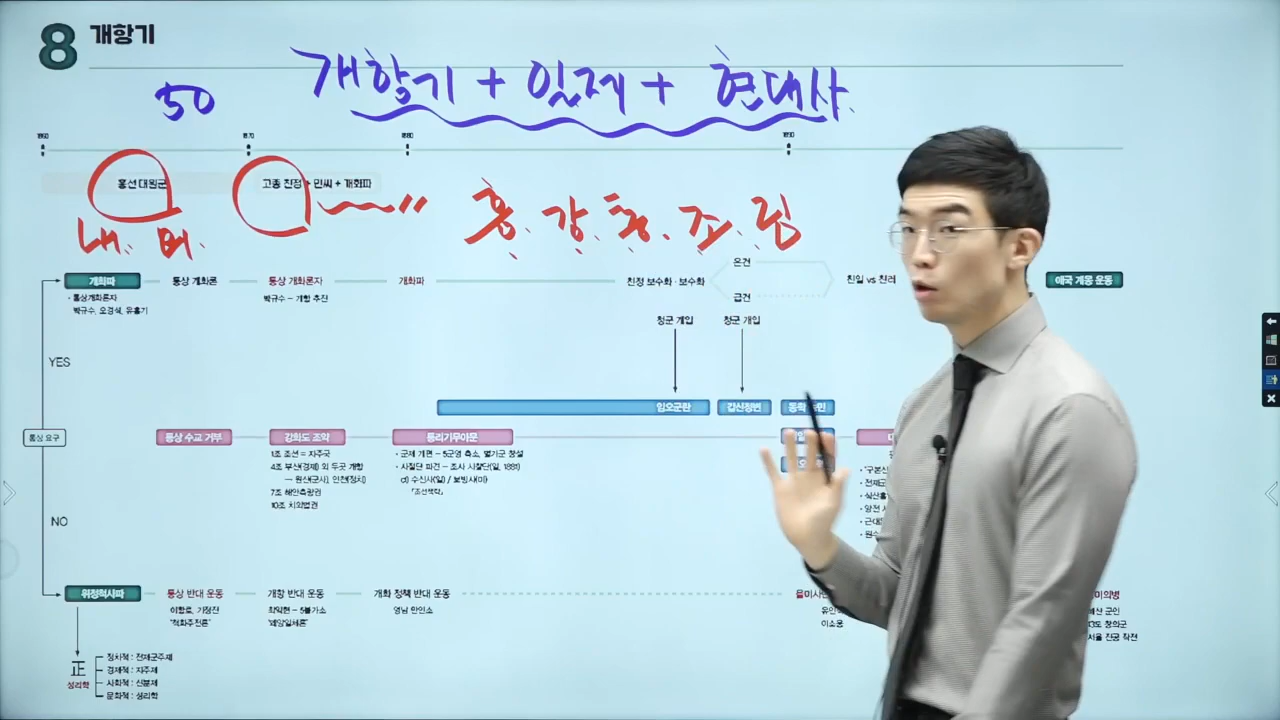 8 개항기
개항기 + 일제 + 현대사.
50
1860 1870 1880 1890
흥선 대원군
고종 친정 + 민씨 + 개화파
내. 외.
흥. 강. 청. 조. 립
개화파
통상 개화론
통상 개화론자
개화파
친청 보수화 · 보수화
온건
급진
친일 vs 친러
애국 계몽 운동
• 통상개화론자
박규수, 오경석, 유홍기
박규수 – 개항 추진
청군 개입
청군 개입
YES
임오군란
갑신정변
통상 요구
통상 수교 거부
강화도 조약
통리기무아문
1조 조선 = 자주국
4조 부산(경제) 외 두곳 개항
→ 원산(군사), 인천(정치)
7조 해안측량권
10조 치외법권
• 군제 개편 – 5군영 축소, 별기군 창설
• 사절단 파견 – 조사 시찰단(일, 1881)
cf) 수신사(일) / 보빙사(미)
『조선책략』
NO
위정척사파
통상 반대 운동
개항 반대 운동
개화 정책 반대 운동
이항로, 기정진
"척화주전론"
최익현 – 5불가소
"왜양일체론"
영남 만인소
이소응
13도 창의군
서울 진공 작전
正
성리학
정치적 : 전제군주제
경제적 : 지주제
사회적 : 신분제
문화적 : 성리학